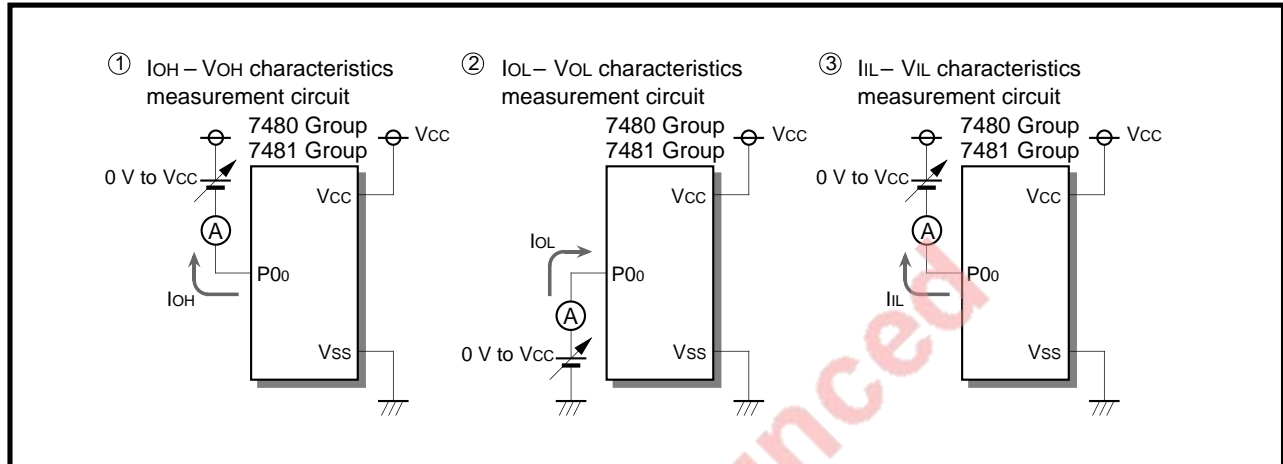 ① IOH – VOH characteristics
measurement circuit
7480 Group
7481 Group
VCC
0 V to VCC
VCC
A
P00
IOH
VSS
② IOL – VOL characteristics
measurement circuit
7480 Group
7481 Group
VCC
VCC
IOL
P00
A
0 V to VCC
VSS
③ IIL – VIL characteristics
measurement circuit
7480 Group
7481 Group
VCC
0 V to VCC
VCC
A
P00
IIL
VSS
unced